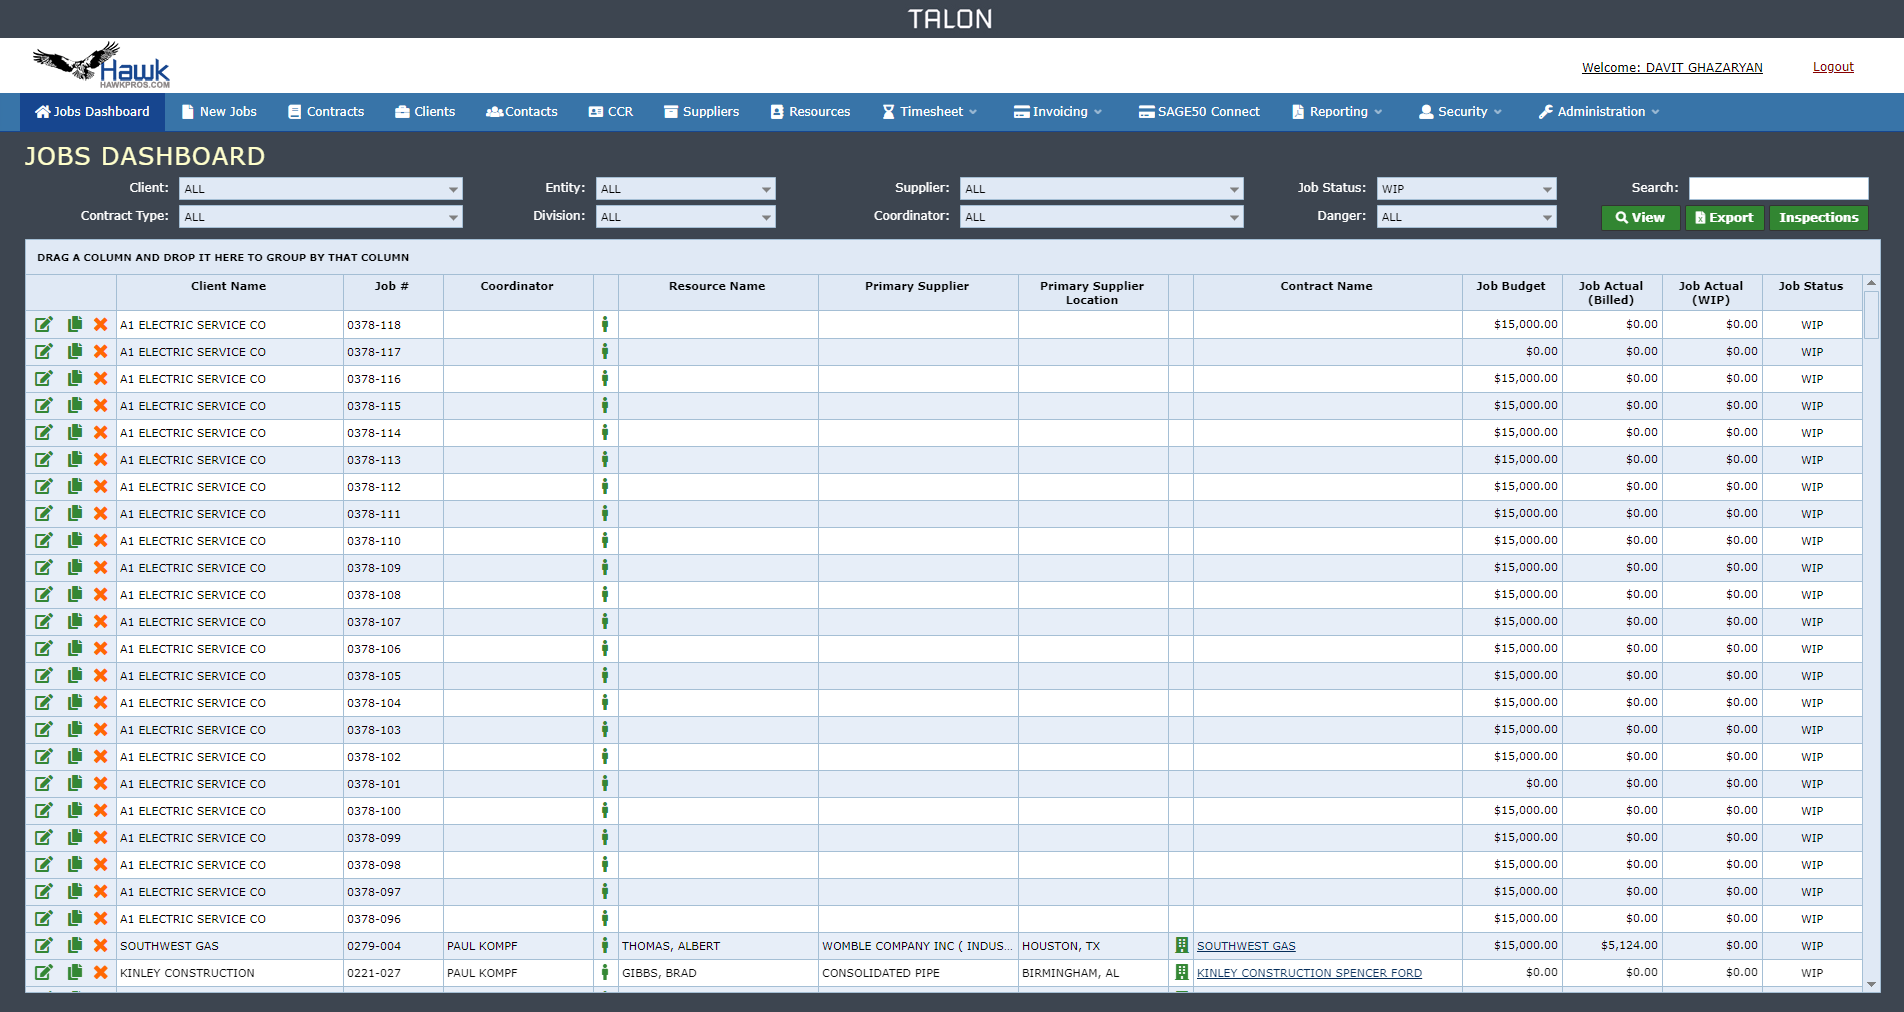 TALON
Hawk
HAWKPROS.COM
Welcome: DAVIT GHAZARYAN Logout
Jobs Dashboard New Jobs Contracts Clients Contacts CCR Suppliers Resources Timesheet Invoicing SAGE50 Connect Reporting Security Administration
JOBS DASHBOARD
Client: ALL Entity: ALL Supplier: ALL Job Status: WIP Search:
Contract Type: ALL Division: ALL Coordinator: ALL Danger: ALL View Export Inspections
DRAG A COLUMN AND DROP IT HERE TO GROUP BY THAT COLUMN
Client Name Job # Coordinator Resource Name Primary Supplier Primary Supplier Location Contract Name Job Budget Job Actual (Billed) Job Actual (WIP) Job Status
A1 ELECTRIC SERVICE CO 0378-118 $15,000.00 $0.00 $0.00 WIP
A1 ELECTRIC SERVICE CO 0378-117 $0.00 $0.00 $0.00 WIP
A1 ELECTRIC SERVICE CO 0378-116 $15,000.00 $0.00 $0.00 WIP
A1 ELECTRIC SERVICE CO 0378-115 $15,000.00 $0.00 $0.00 WIP
A1 ELECTRIC SERVICE CO 0378-114 $15,000.00 $0.00 $0.00 WIP
A1 ELECTRIC SERVICE CO 0378-113 $15,000.00 $0.00 $0.00 WIP
A1 ELECTRIC SERVICE CO 0378-112 $15,000.00 $0.00 $0.00 WIP
A1 ELECTRIC SERVICE CO 0378-111 $15,000.00 $0.00 $0.00 WIP
A1 ELECTRIC SERVICE CO 0378-110 $15,000.00 $0.00 $0.00 WIP
A1 ELECTRIC SERVICE CO 0378-109 $15,000.00 $0.00 $0.00 WIP
A1 ELECTRIC SERVICE CO 0378-108 $15,000.00 $0.00 $0.00 WIP
A1 ELECTRIC SERVICE CO 0378-107 $15,000.00 $0.00 $0.00 WIP
A1 ELECTRIC SERVICE CO 0378-106 $15,000.00 $0.00 $0.00 WIP
A1 ELECTRIC SERVICE CO 0378-105 $15,000.00 $0.00 $0.00 WIP
A1 ELECTRIC SERVICE CO 0378-104 $15,000.00 $0.00 $0.00 WIP
A1 ELECTRIC SERVICE CO 0378-103 $15,000.00 $0.00 $0.00 WIP
A1 ELECTRIC SERVICE CO 0378-102 $15,000.00 $0.00 $0.00 WIP
A1 ELECTRIC SERVICE CO 0378-101 $0.00 $0.00 $0.00 WIP
A1 ELECTRIC SERVICE CO 0378-100 $15,000.00 $0.00 $0.00 WIP
A1 ELECTRIC SERVICE CO 0378-099 $15,000.00 $0.00 $0.00 WIP
A1 ELECTRIC SERVICE CO 0378-098 $15,000.00 $0.00 $0.00 WIP
A1 ELECTRIC SERVICE CO 0378-097 $15,000.00 $0.00 $0.00 WIP
A1 ELECTRIC SERVICE CO 0378-096 $15,000.00 $0.00 $0.00 WIP
SOUTHWEST GAS 0279-004 PAUL KOMPF THOMAS, ALBERT WOMBLE COMPANY INC ( INDUS... HOUSTON, TX SOUTHWEST GAS $15,000.00 $5,124.00 $0.00 WIP
KINLEY CONSTRUCTION 0221-027 PAUL KOMPF GIBBS, BRAD CONSOLIDATED PIPE BIRMINGHAM, AL KINLEY CONSTRUCTION SPENCER FORD $0.00 $0.00 $0.00 WIP